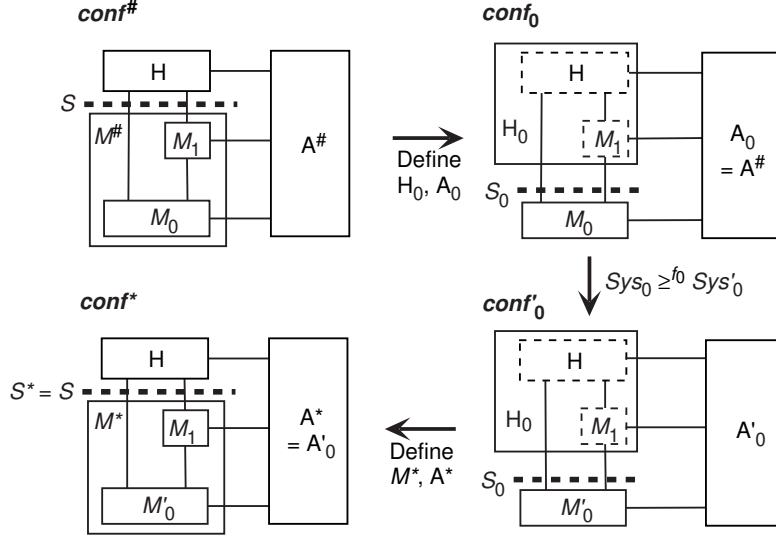 conf#
H
S
M#
M1
A#
M0
Define
H0, A0
conf0
H
H0
M1
A0
= A#
S0
M0
Sys0 ≥f0 Sys'0
conf*
H
S* = S
M*
M1
A*
= A'0
M'0
Define
M*, A*
conf'0
H
H0
M1
A'0
S0
M'0